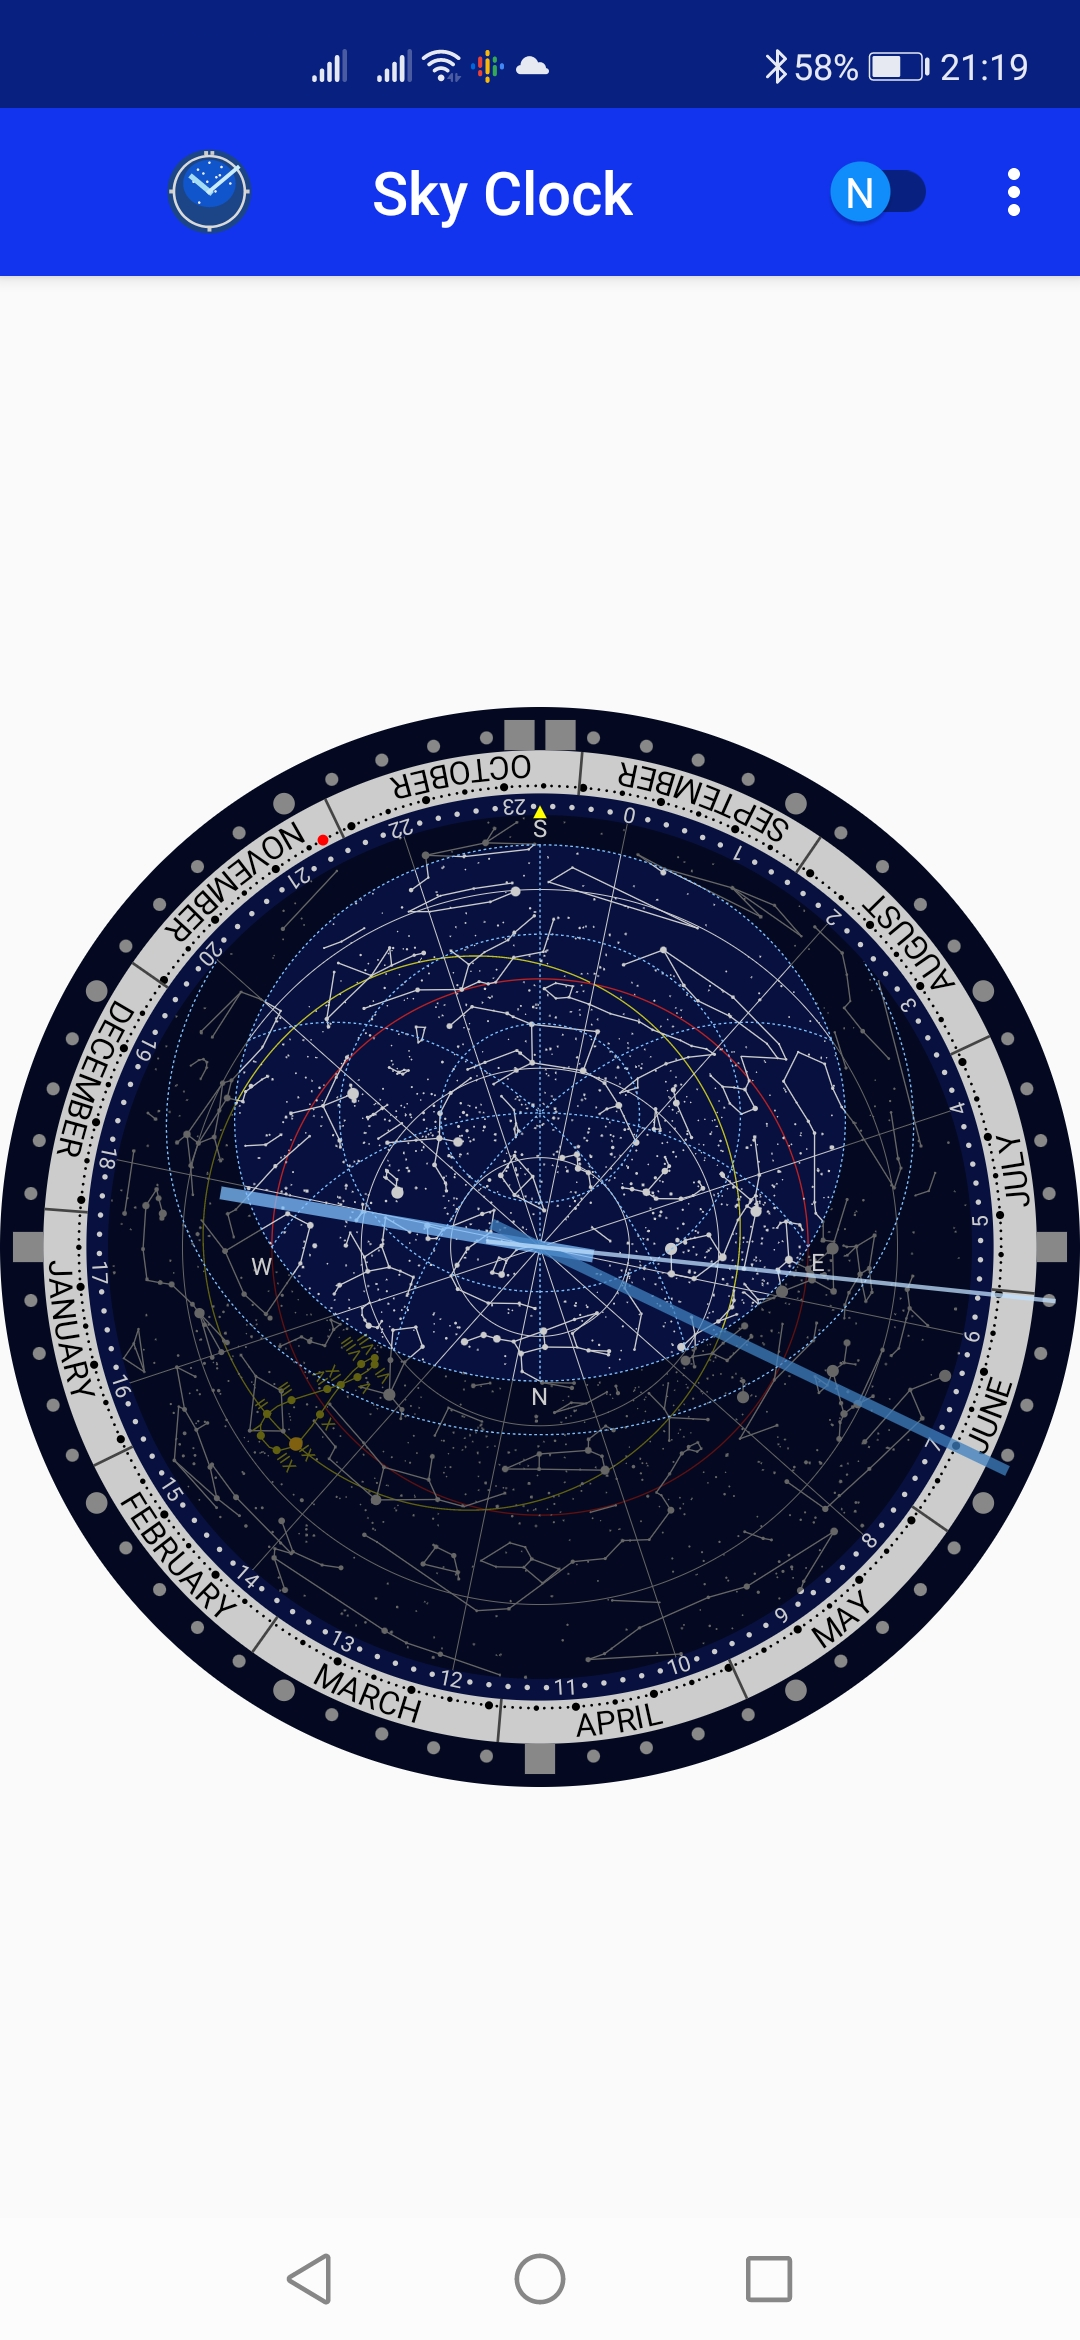 58% 21:19
Sky Clock N
OCTOBER
SEPTEMBER
NOVEMBER
AUGUST
DECEMBER
JULY
JANUARY
JUNE
FEBRUARY
MAY
MARCH
APRIL
23
0
22
1
21
2
20
3
19
4
18
5
17
6
16
7
15
8
14
9
13
10
12
11
S
W
E
N